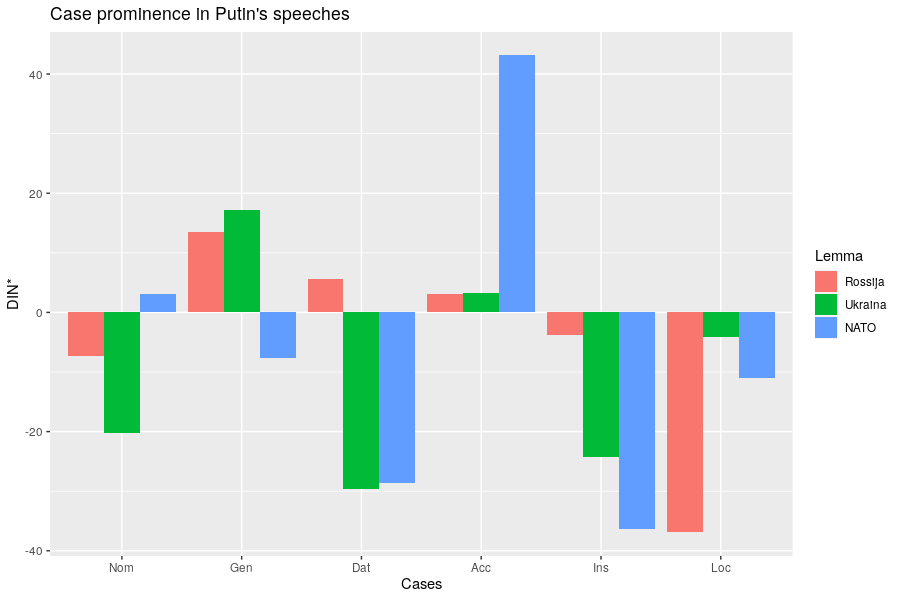 Case prominence in Putin's speeches
DIN*
40
20
0
-20
-40
Nom Gen Dat Acc Ins Loc
Cases
Lemma
Rossija
Ukraina
NATO